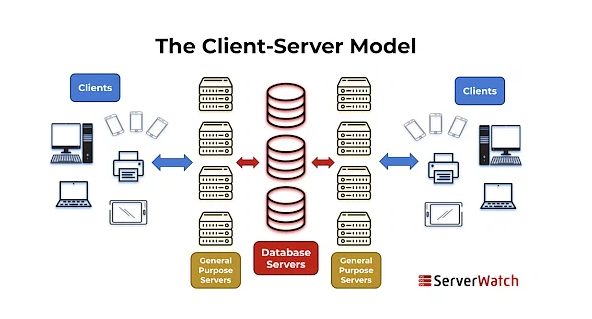 The Client-Server Model
Clients
Clients
General
Purpose
Servers
Database
Servers
General
Purpose
Servers
ServerWatch